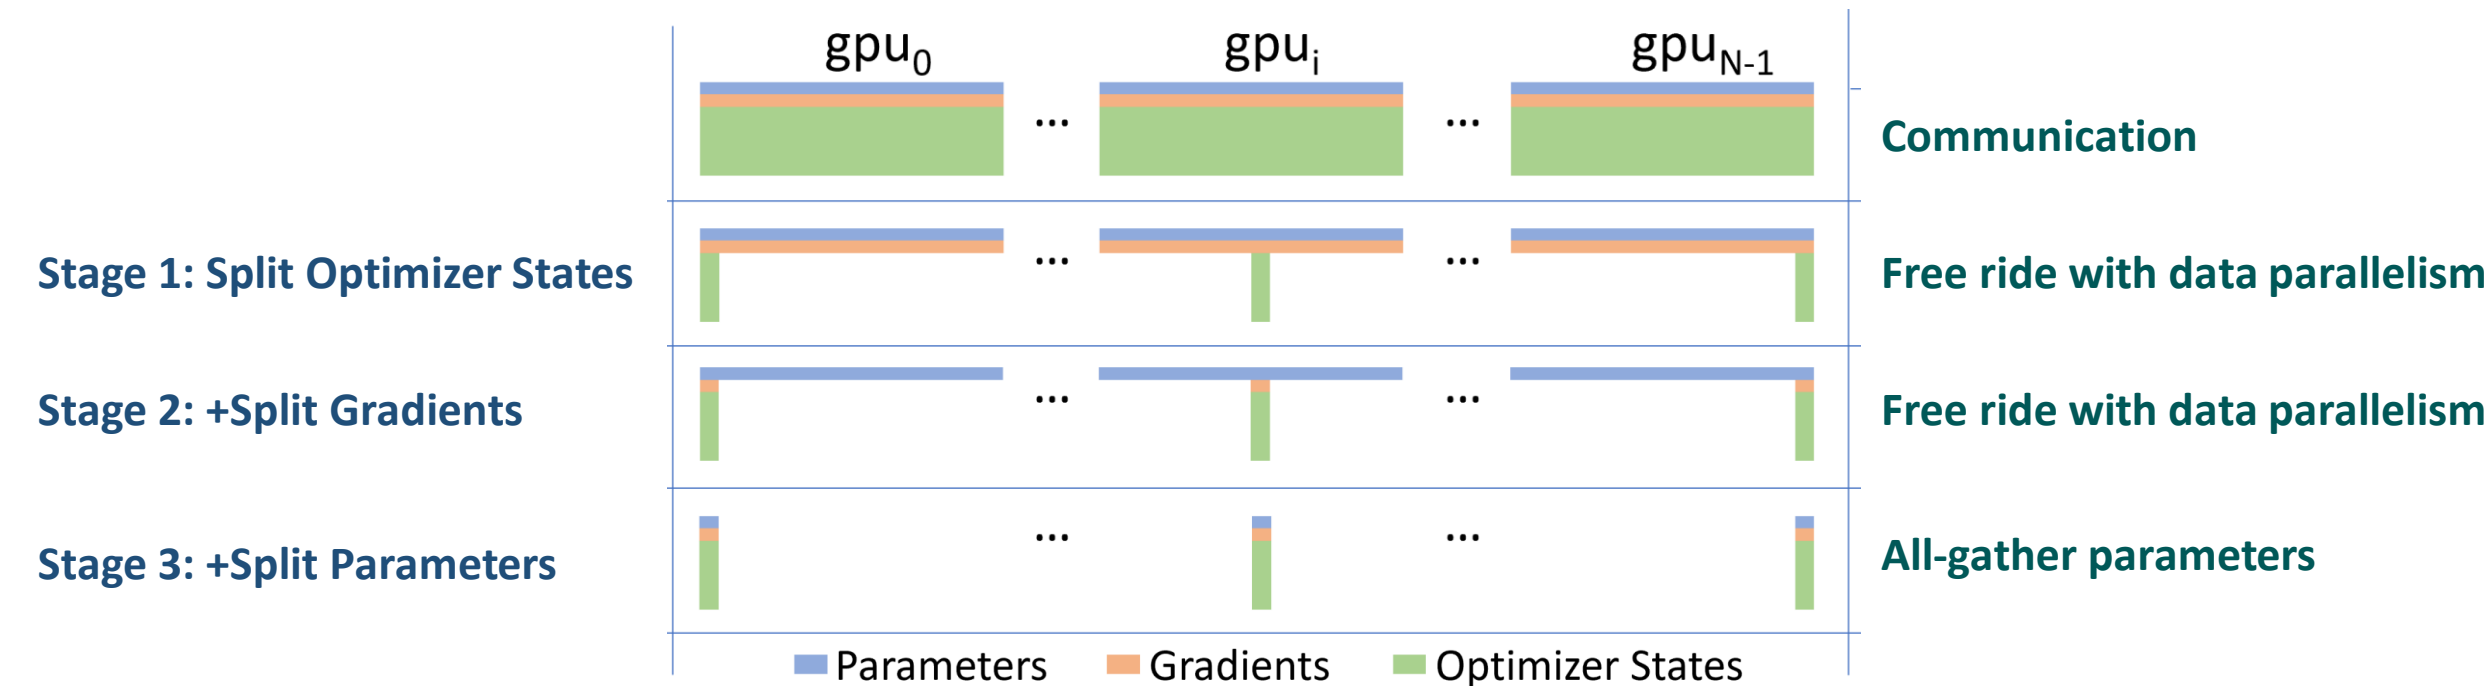 gpu0 gpui gpuN-1
... ...
Communication
Stage 1: Split Optimizer States ... ... Free ride with data parallelism
Stage 2: +Split Gradients ... ... Free ride with data parallelism
Stage 3: +Split Parameters ... ... All-gather parameters
Parameters Gradients Optimizer States